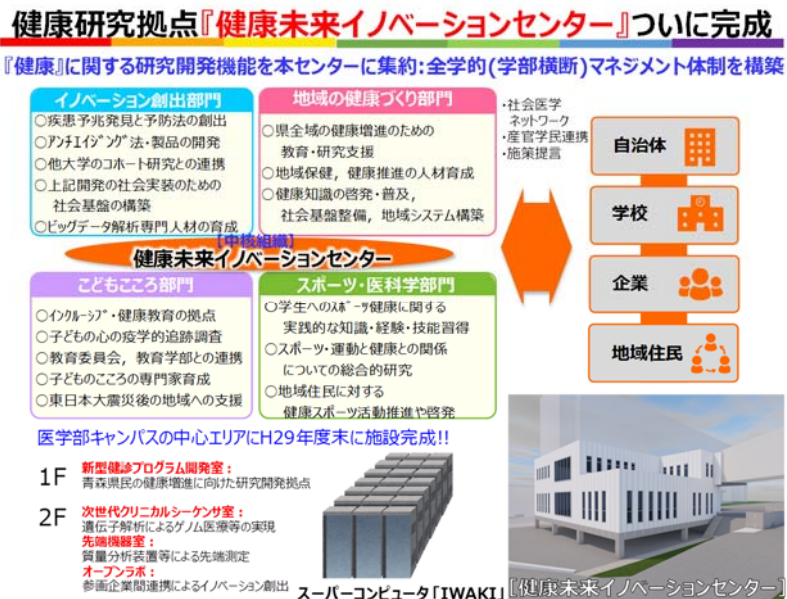 健康研究拠点『健康未来イノベーションセンター』ついに完成
『健康』に関する研究開発機能を本センターに集約:全学的(学部横断)マネジメント体制を構築
イノベーション創出部門
○疾患予兆発見と予防法の創出
○アンチエイジング法・製品の開発
○他大学のコホート研究との連携
○上記開発の社会実装のための
社会基盤の構築
○ビッグデータ解析専門人材の育成
地域の健康づくり部門
○県全域の健康増進のための
教育・研究支援
○地域保健，健康推進の人材育成
○健康知識の啓発・普及，
社会基盤整備，地域システム構築
・社会医学
ネットワーク
・産官学民連携
・施策提言
自治体
学校
企業
地域住民
【中核組織】
健康未来イノベーションセンター
こどもこころ部門
○インクルーシブ・健康教育の拠点
○子どもの心の疫学的追跡調査
○教育委員会，教育学部との連携
○子どものこころの専門家育成
○東日本大震災後の地域への支援
スポーツ・医科学部門
○学生へのスポーツ健康に関する
実践的な知識・経験・技能習得
○スポーツ・運動と健康との関係
についての総合的研究
○地域住民に対する
健康スポーツ活動推進や啓発
医学部キャンパスの中心エリアにH29年度末に施設完成!!
1F
新型健診プログラム開発室：
青森県民の健康増進に向けた研究開発拠点
2F
次世代クリニカルシーケンサ室：
遺伝子解析によるゲノム医療等の実現
先端機器室：
質量分析装置等による先端測定
オープンラボ：
参画企業間連携によるイノベーション創出
スーパーコンピュータ「IWAKI」
[健康未来イノベーションセンター]